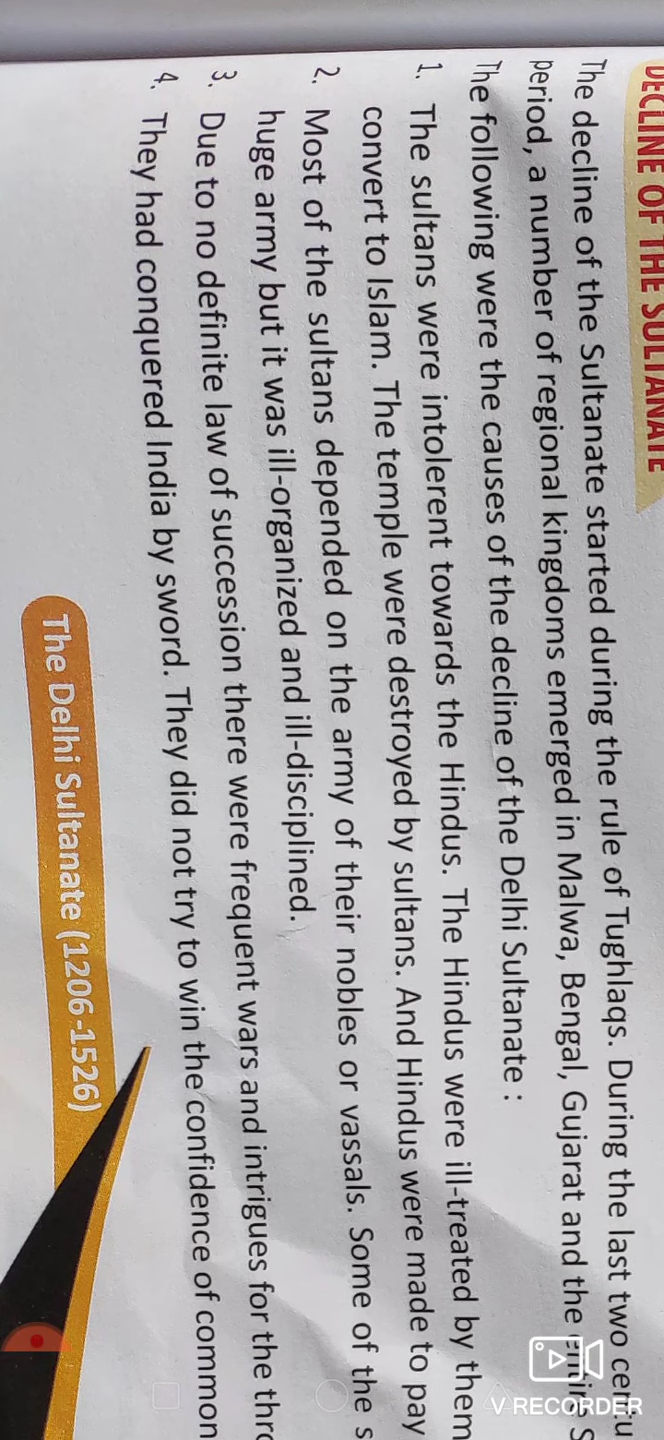 DECLINE OF THE SULTANATE
The decline of the Sultanate started during the rule of Tughlaqs. During the last two centu
period, a number of regional kingdoms emerged in Malwa, Bengal, Gujarat and the entire S
The following were the causes of the decline of the Delhi Sultanate :
1. The sultans were intolerent towards the Hindus. The Hindus were ill-treated by them
convert to Islam. The temple were destroyed by sultans. And Hindus were made to pay
2. Most of the sultans depended on the army of their nobles or vassals. Some of the s
huge army but it was ill-organized and ill-disciplined.
3. Due to no definite law of succession there were frequent wars and intrigues for the thro
4. They had conquered India by sword. They did not try to win the confidence of common
The Delhi Sultanate (1206-1526)
V RECORDER